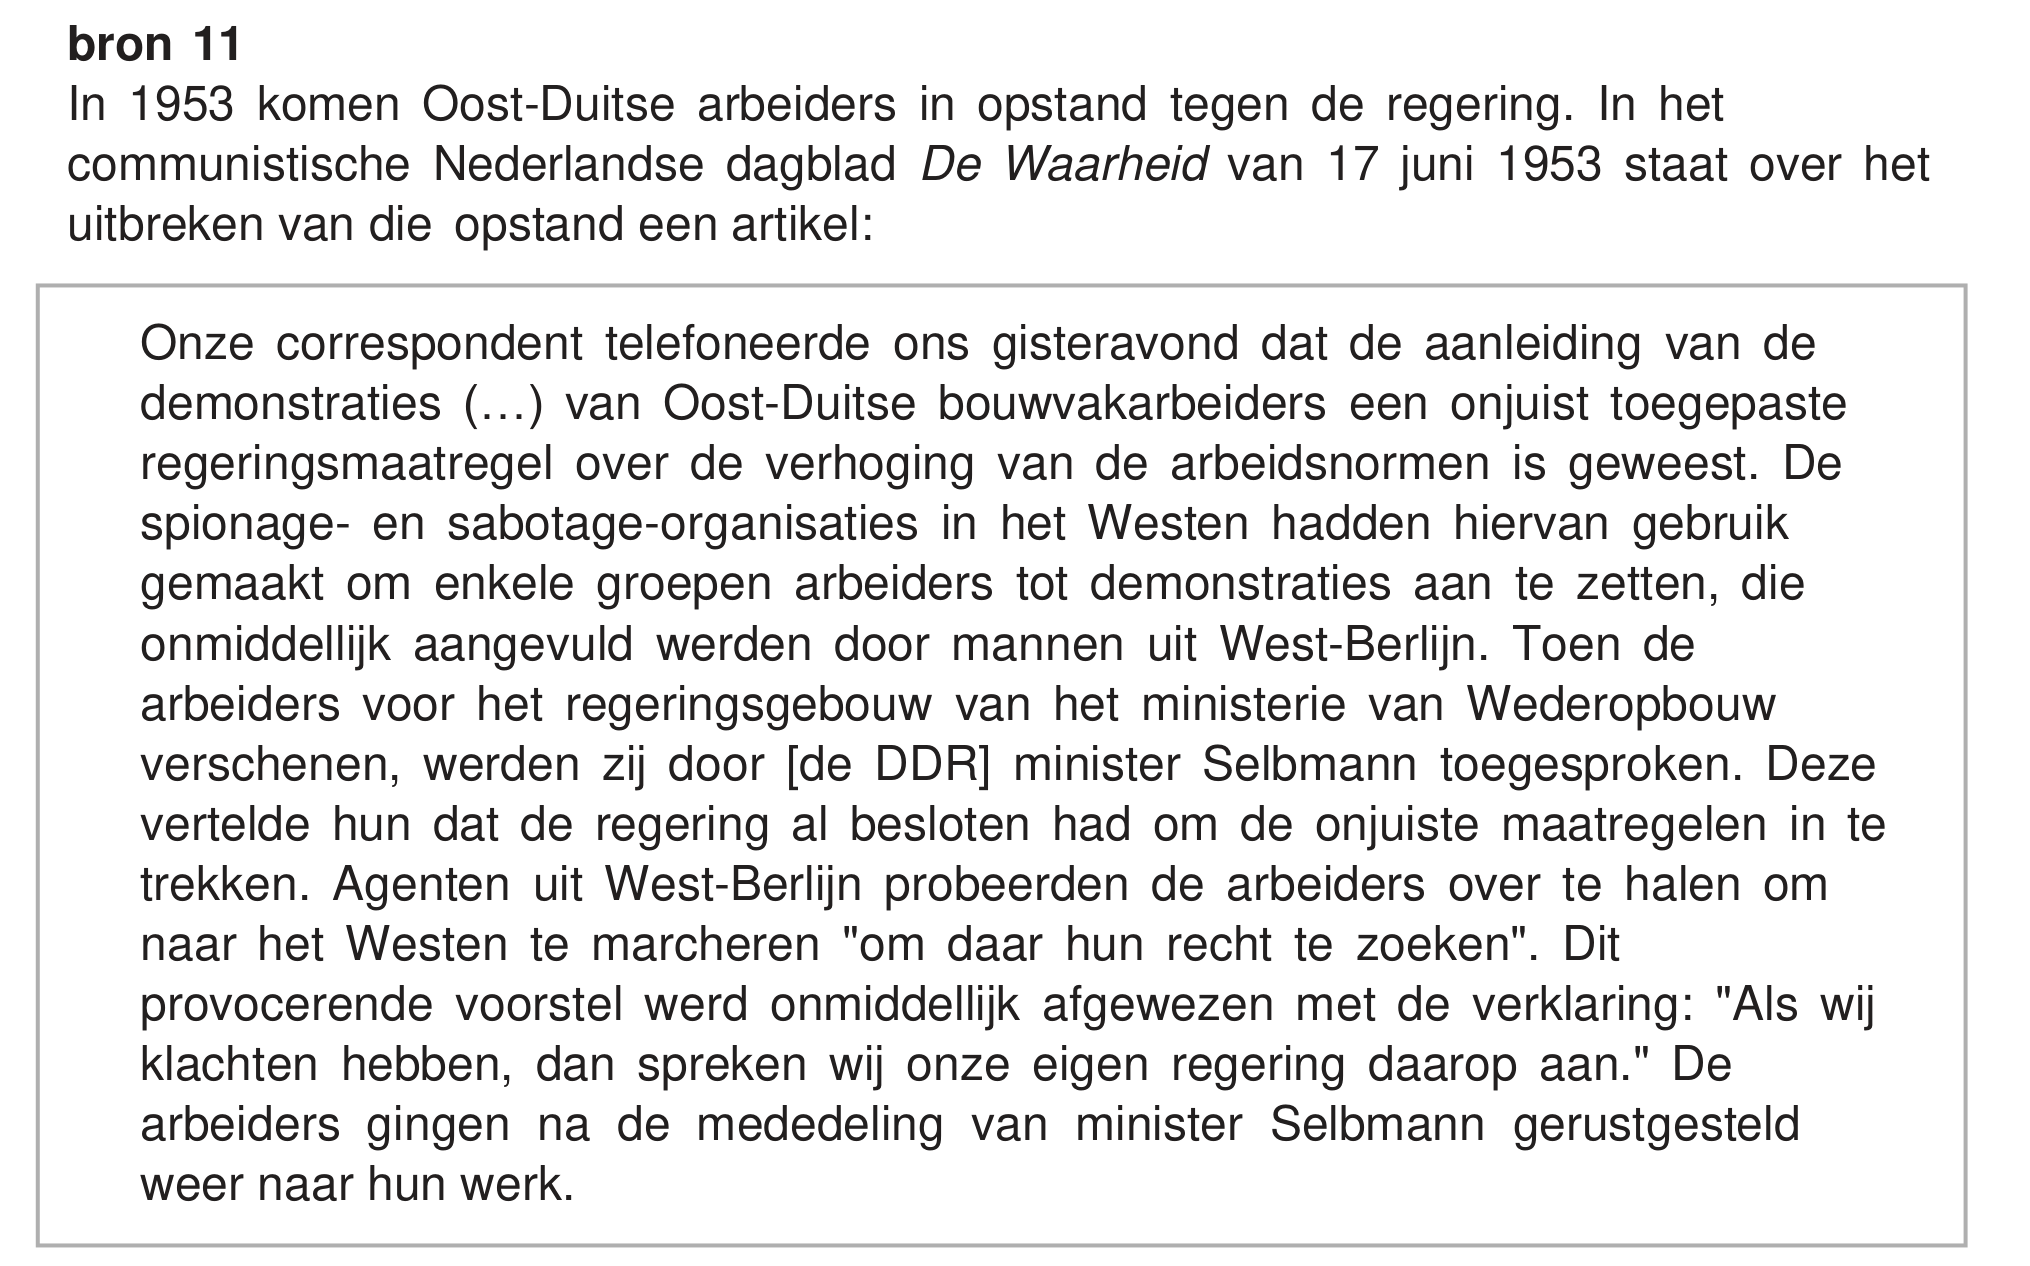 bron 11
In 1953 komen Oost-Duitse arbeiders in opstand tegen de regering. In het
communistische Nederlandse dagblad De Waarheid van 17 juni 1953 staat over het
uitbreken van die opstand een artikel:
Onze correspondent telefoneerde ons gisteravond dat de aanleiding van de
demonstraties (…) van Oost-Duitse bouwvakarbeiders een onjuist toegepaste
regeringsmaatregel over de verhoging van de arbeidsnormen is geweest. De
spionage- en sabotage-organisaties in het Westen hadden hiervan gebruik
gemaakt om enkele groepen arbeiders tot demonstraties aan te zetten, die
onmiddellijk aangevuld werden door mannen uit West-Berlijn. Toen de
arbeiders voor het regeringsgebouw van het ministerie van Wederopbouw
verschenen, werden zij door [de DDR] minister Selbmann toegesproken. Deze
vertelde hun dat de regering al besloten had om de onjuiste maatregelen in te
trekken. Agenten uit West-Berlijn probeerden de arbeiders over te halen om
naar het Westen te marcheren "om daar hun recht te zoeken". Dit
provocerende voorstel werd onmiddellijk afgewezen met de verklaring: "Als wij
klachten hebben, dan spreken wij onze eigen regering daarop aan." De
arbeiders gingen na de mededeling van minister Selbmann gerustgesteld
weer naar hun werk.